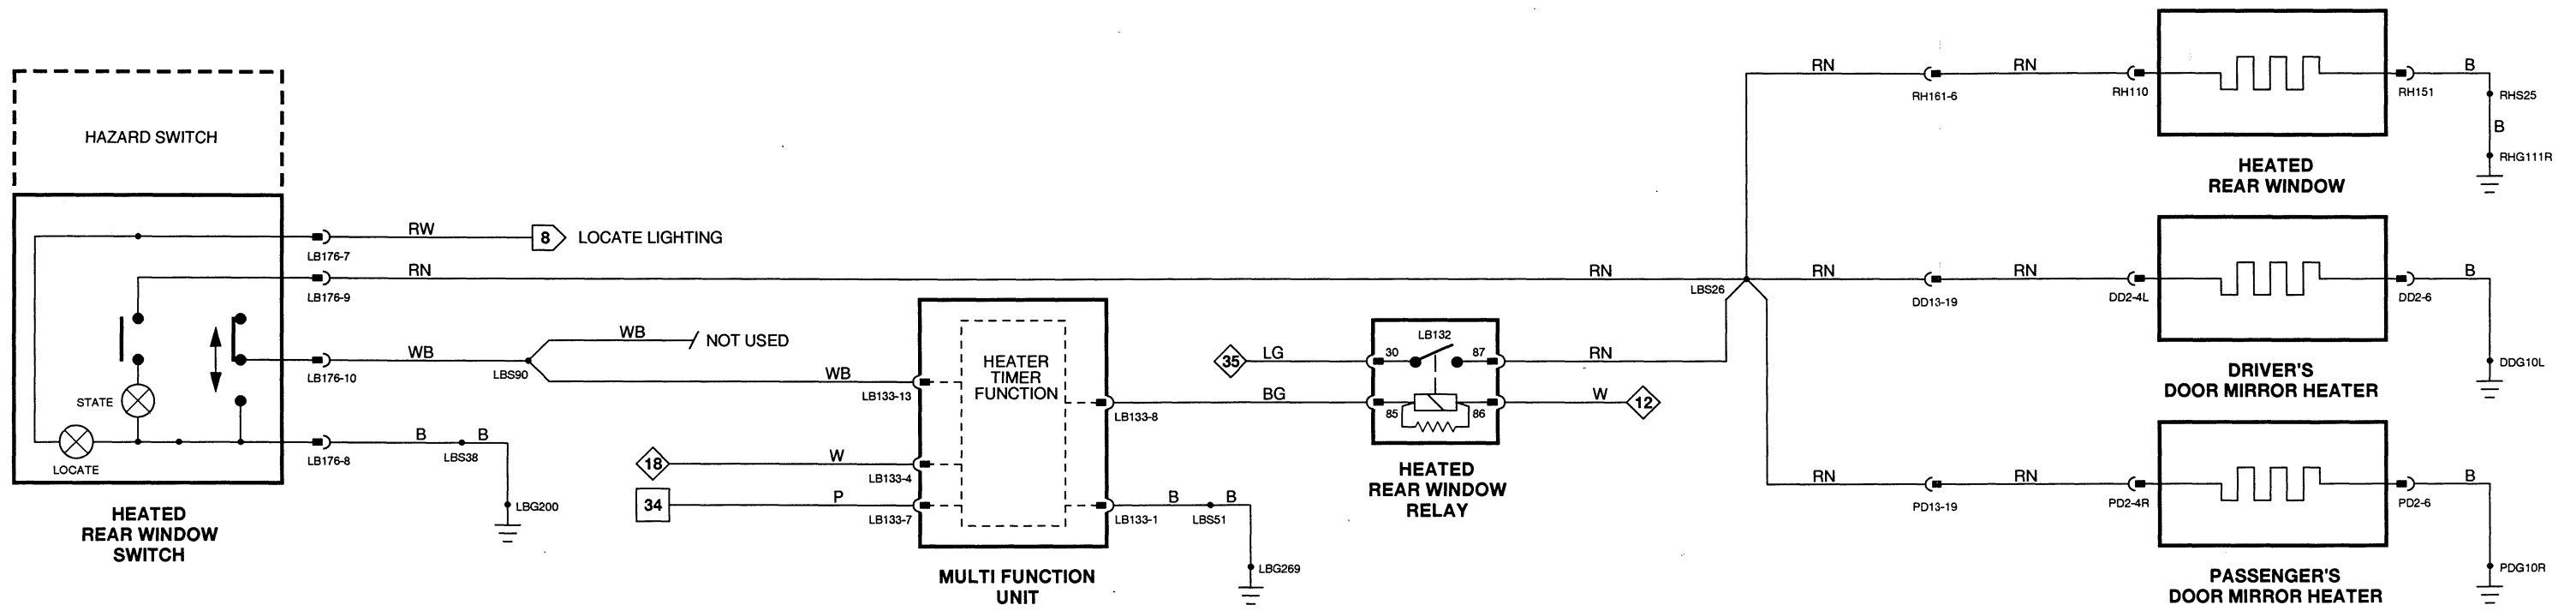 HAZARD SWITCH
RW
8
LOCATE LIGHTING
LB176-7
RN
LB176-9
WB
LB176-10
LBS90
WB
NOT USED
WB
STATE
LOCATE
LB176-8
B
LBS38
B
LBG200
HEATED
REAR WINDOW
SWITCH
18
W
34
P
LB133-13
LB133-4
LB133-7
HEATER
TIMER
FUNCTION
LB133-8
LB133-1
B
LBS51
B
LBG269
MULTI FUNCTION
UNIT
BG
35
LG
LB132
30
87
85
86
RN
W
12
HEATED
REAR WINDOW
RELAY
RN
LBS26
RN
RH161-6
RN
RH110
RH151
B
RHS25
B
RHG111R
HEATED
REAR WINDOW
RN
DD13-19
RN
DD2-4L
DD2-6
B
DDG10L
DRIVER'S
DOOR MIRROR HEATER
RN
PD13-19
RN
PD2-4R
PD2-6
B
PDG10R
PASSENGER'S
DOOR MIRROR HEATER